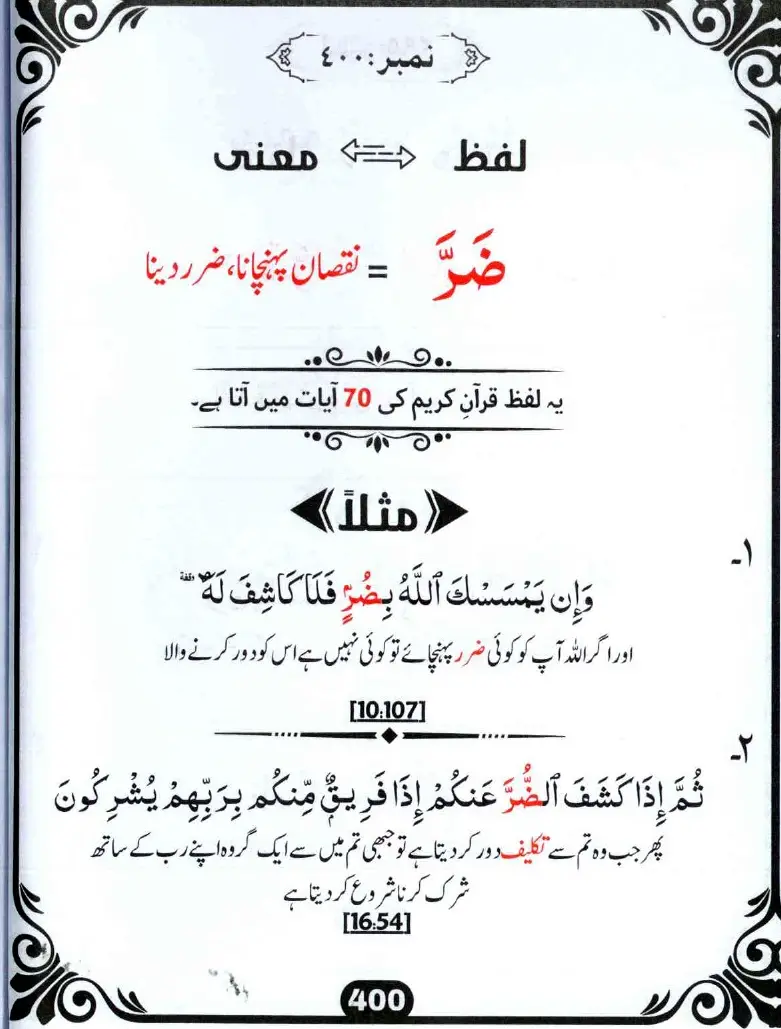 نمبر:۴۰۰
لفظ معنی
ضَرَّ = نقصان پہنچانا، ضرر دینا
یہ لفظ قرآنِ کریم کی 70 آیات میں آتا ہے۔
مثلاً
۱۔
وَإِن يَمْسَسْكَ ٱللَّهُ بِضُرٍّ فَلَا كَاشِفَ لَهُۥ
اور اگر اللہ آپ کو کوئی ضرر پہنچائے تو کوئی نہیں ہے اس کو دور کرنے والا
[10:107]
۲۔
ثُمَّ إِذَا كَشَفَ ٱلضُّرَّ عَنكُمْ إِذَا فَرِيقٌ مِّنكُم بِرَبِّهِمْ يُشْرِكُونَ
پھر جب وہ تم سے تکلیف دور کر دیتا ہے تو جبھی تم میں سے ایک گروہ اپنے رب کے ساتھ
شرک کرنا شروع کر دیتا ہے
[16:54]
400